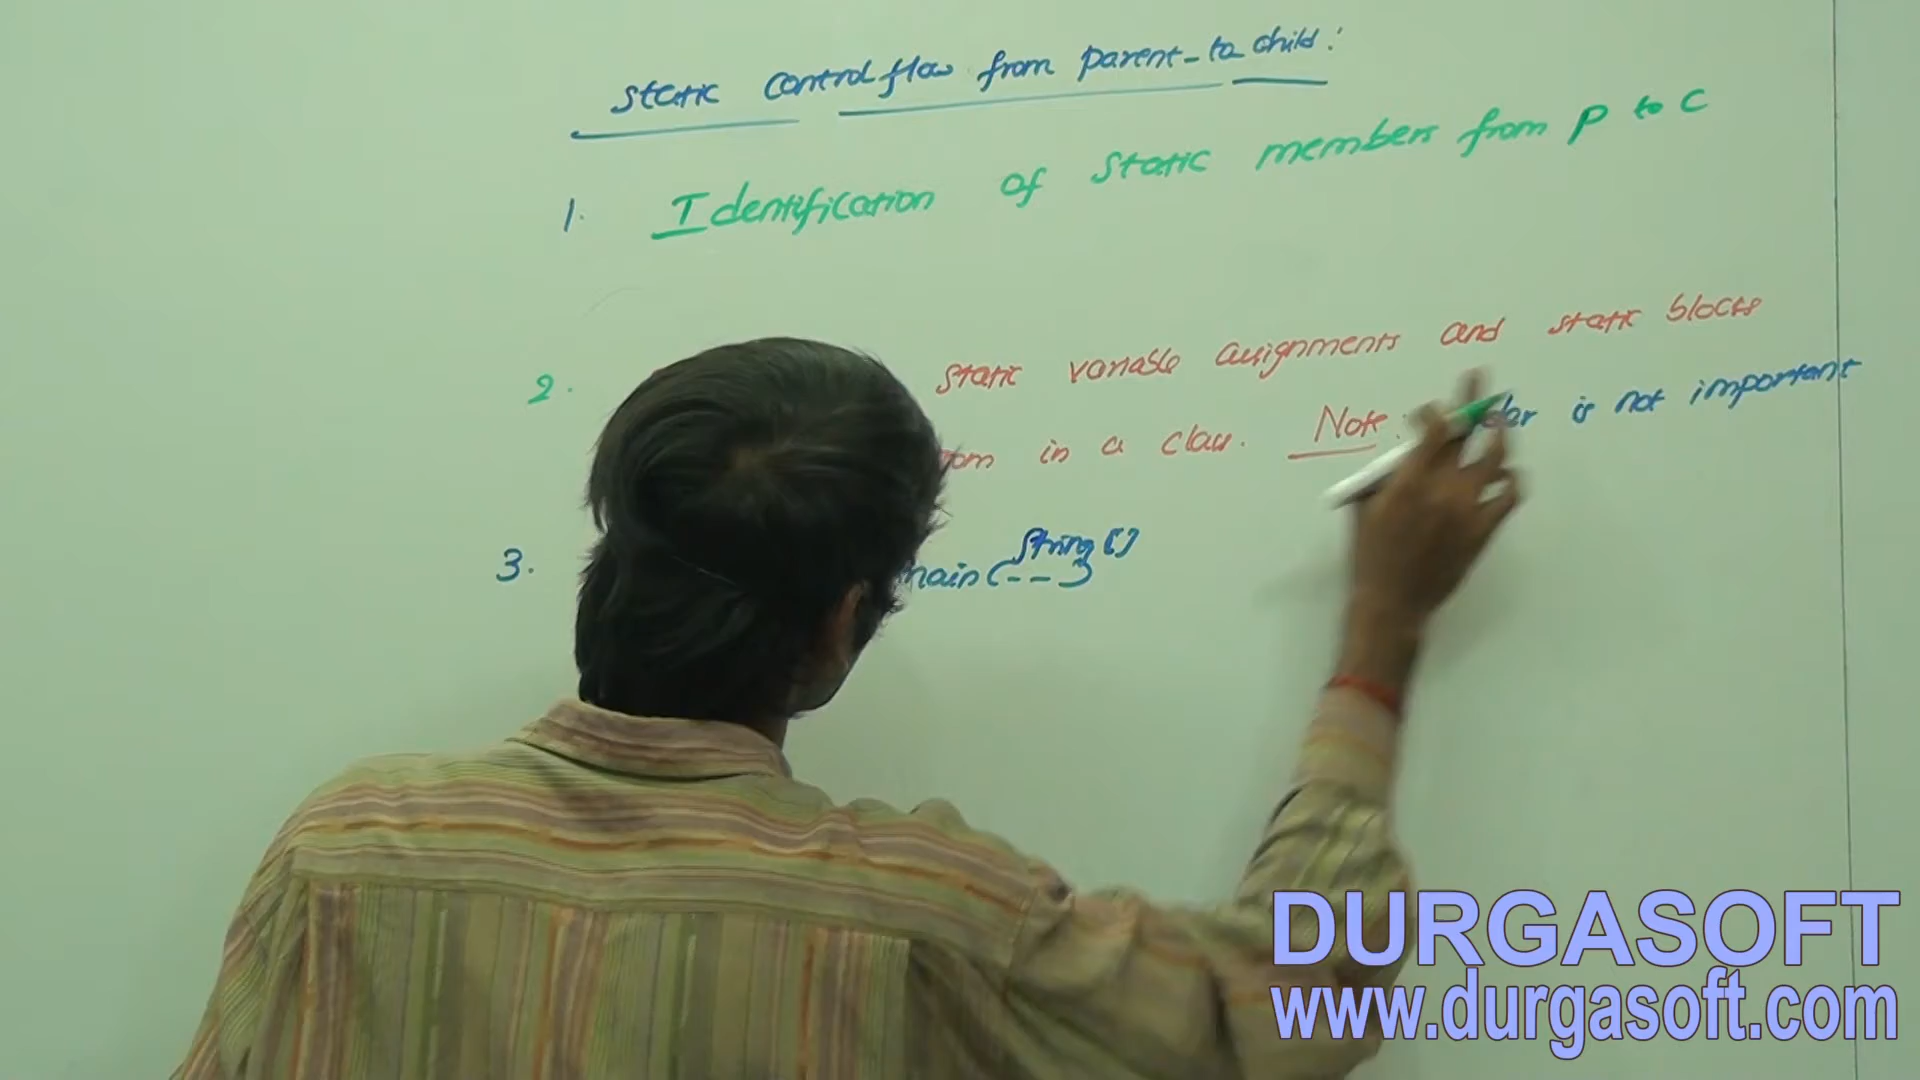 static control flow from parent-to child:
1. Identification of static members from P to C
2. static variable assignments and static blocks
in a class. Note: is not important
3. main(---) String[]
DURGASOFT
www.durgasoft.com